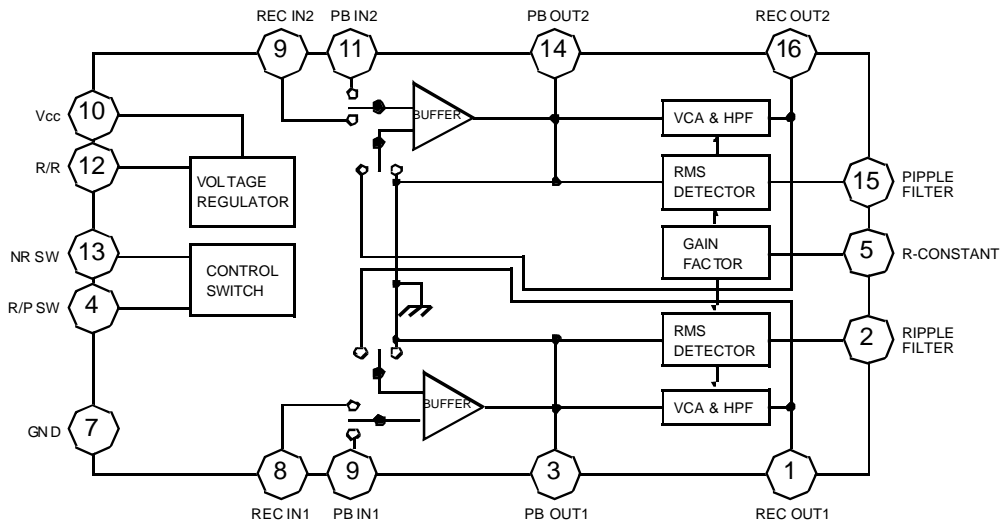 REC IN2
PB IN2
PB OUT2
REC OUT2
9
11
14
16
Vcc
10
BUFFER
VCA & HPF
R/R
12
VOLTAGE
REGULATOR
RMS
DETECTOR
15
PIPPLE
FILTER
NR SW
13
CONTROL
SWITCH
GAIN
FACTOR
5
R-CONSTANT
R/P SW
4
RMS
DETECTOR
2
RIPPLE
FILTER
BUFFER
VCA & HPF
GND
7
8
9
3
1
REC IN1
PB IN1
PB OUT1
REC OUT1